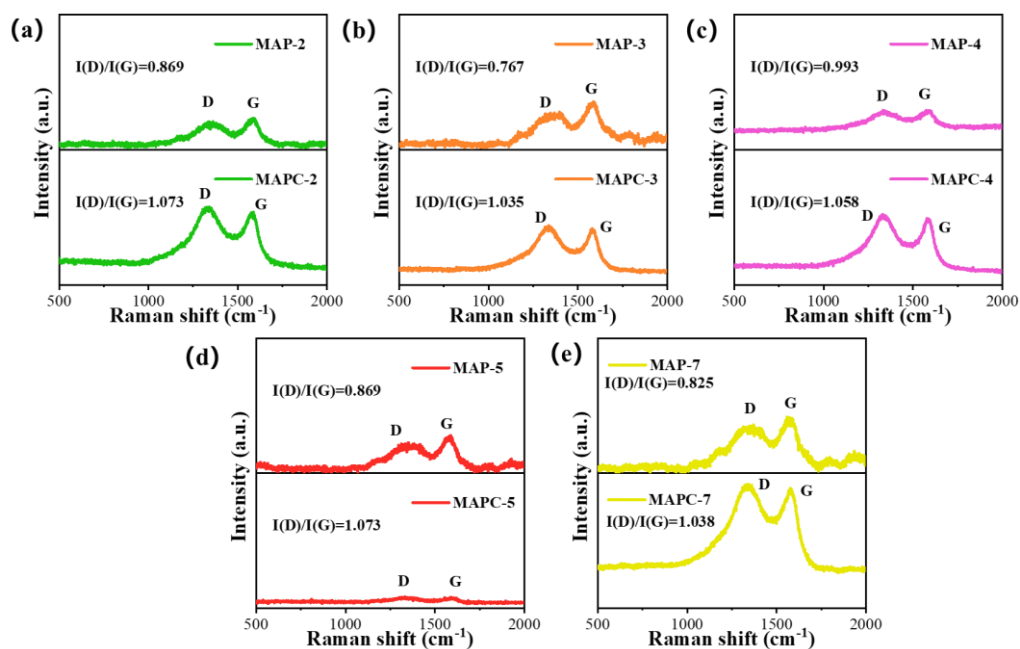 (a)
MAP-2
I(D)/I(G)=0.869
D
G
MAPC-2
I(D)/I(G)=1.073
D
G
Intensity (a.u.)
500 1000 1500 2000
Raman shift (cm-1)
(b)
MAP-3
I(D)/I(G)=0.767
D
G
MAPC-3
I(D)/I(G)=1.035
D
G
Intensity (a.u.)
500 1000 1500 2000
Raman shift (cm-1)
(c)
MAP-4
I(D)/I(G)=0.993
D
G
MAPC-4
I(D)/I(G)=1.058
D
G
Intensity (a.u.)
500 1000 1500 2000
Raman shift (cm-1)
(d)
MAP-5
I(D)/I(G)=0.869
D
G
MAPC-5
I(D)/I(G)=1.073
D
G
Intensity (a.u.)
500 1000 1500 2000
Raman shift (cm-1)
(e)
MAP-7
I(D)/I(G)=0.825
D
G
MAPC-7
I(D)/I(G)=1.038
D
G
Intensity (a.u.)
500 1000 1500 2000
Raman shift (cm-1)